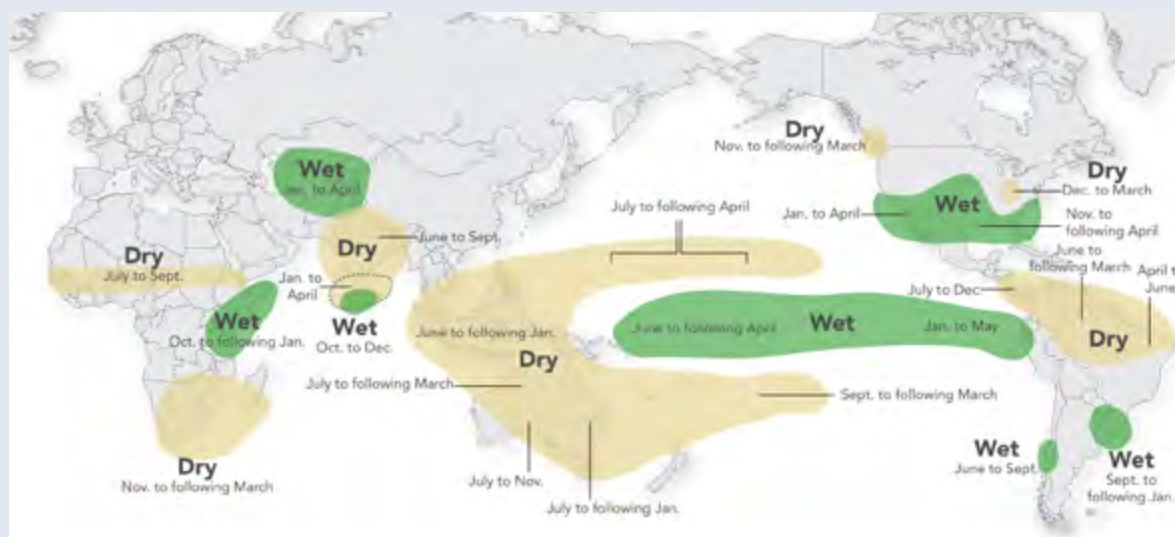 Dry
Nov. to following March
Dry
Dec. to March
Wet
Jan. to April
July to following April
Jan. to April
Wet
Nov. to
following April
Dry
June to Sept.
Dry
July to Sept.
Jan. to
April
June to
following March
April
June
July to Dec.
Wet
Oct. to following Jan.
Wet
Oct. to Dec.
June to following Jan.
Dry
June to following April
Wet
Jan. to May
Dry
July to following March
Sept. to following March
Dry
Nov. to following March
July to Nov.
July to following Jan.
Wet
June to Sept.
Wet
Sept. to
following Jan.